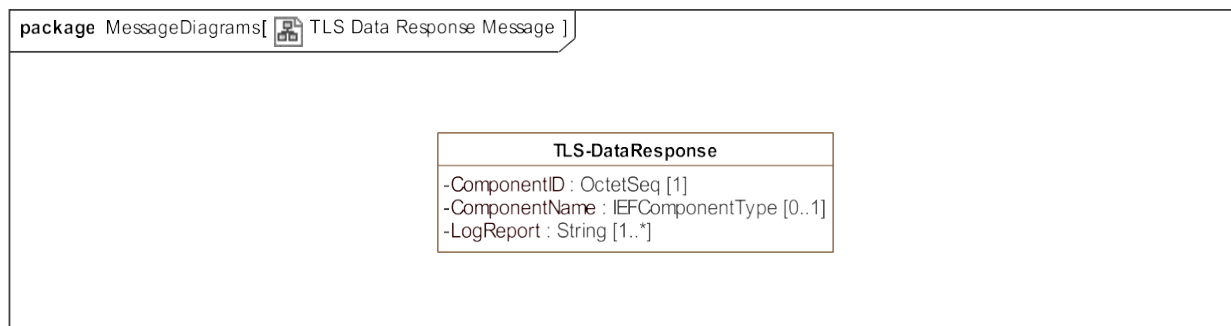 package MessageDiagrams[ TLS Data Response Message ]
TLS-DataResponse
-ComponentID : OctetSeq [1]
-ComponentName : IEFComponentType [0..1]
-LogReport : String [1..*]